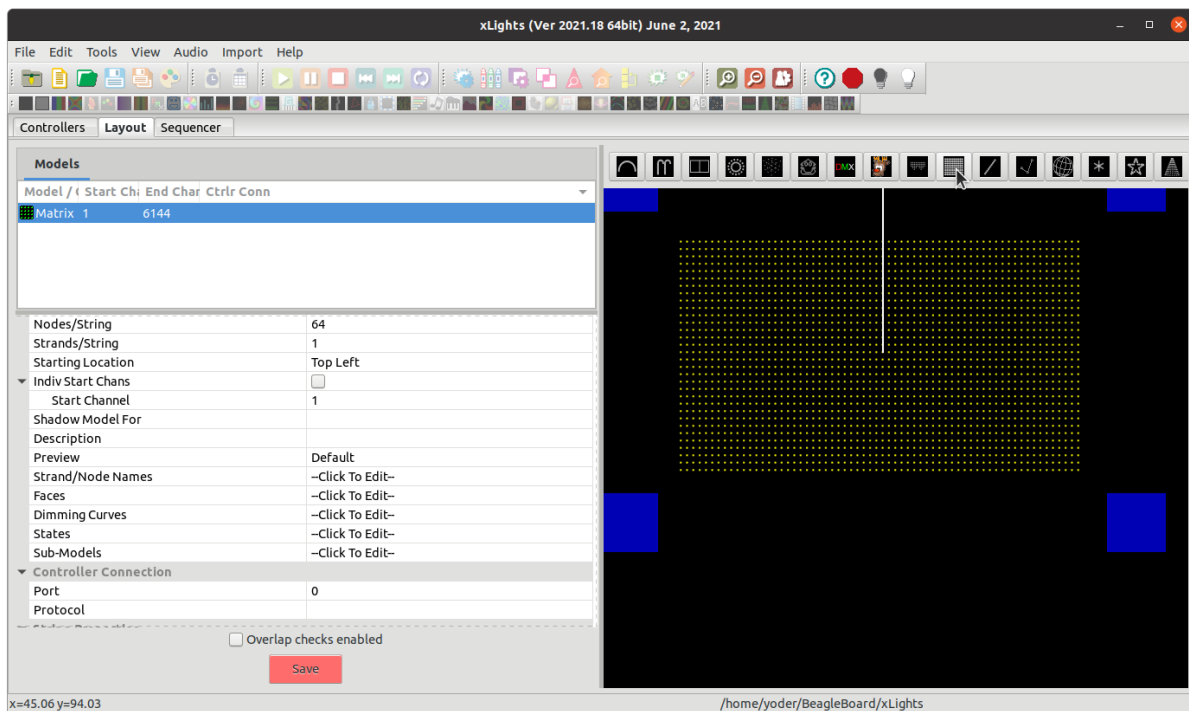 xLights (Ver 2021.18 64bit) June 2, 2021
File Edit Tools View Audio Import Help
Controllers Layout Sequencer
Models
Model / ( Start Cha End Char Ctrlr Conn
Matrix 1 6144
DMX
Nodes/String 64
Strands/String 1
Starting Location Top Left
Indiv Start Chans
Start Channel 1
Shadow Model For
Description
Preview Default
Strand/Node Names --Click To Edit--
Faces --Click To Edit--
Dimming Curves --Click To Edit--
States --Click To Edit--
Sub-Models --Click To Edit--
Controller Connection
Port 0
Protocol
Overlap checks enabled
Save
x=45.06 y=94.03 /home/yoder/BeagleBoard/xLights